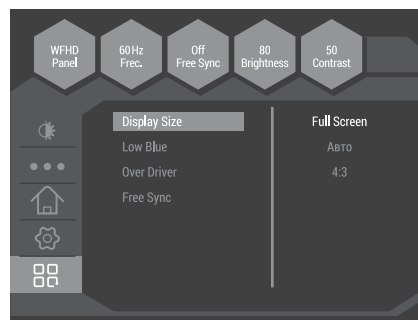 WFHD
Panel
60Hz
Frec.
Off
Free Sync
80
Brightness
50
Contrast
Display Size
Full Screen
Low Blue
Авто
Over Driver
4:3
Free Sync